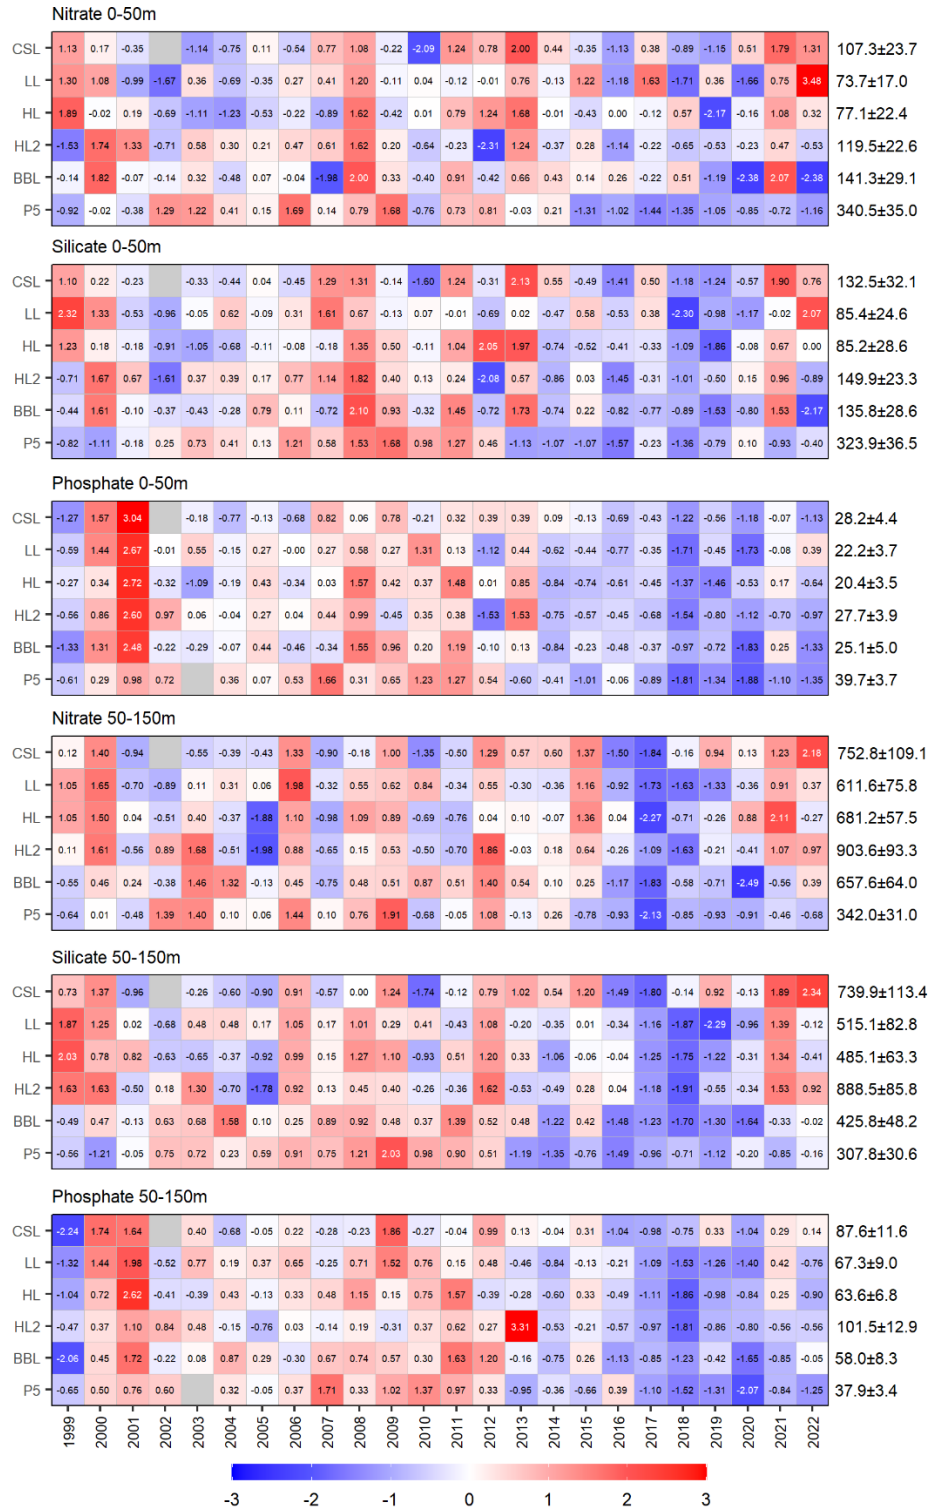 Nitrate 0-50m
CSL 1.13 0.17 -0.35 -1.14 -0.75 0.11 -0.54 0.77 1.08 -0.22 -2.09 1.24 0.78 2.00 0.44 -0.35 -1.13 0.38 -0.89 -1.15 0.51 1.79 1.31 107.3±23.7
LL 1.30 1.08 -0.99 -1.67 0.36 -0.69 -0.35 0.27 0.41 1.20 -0.11 0.04 -0.12 -0.01 0.76 -0.13 1.22 -1.18 1.63 -1.71 0.36 -1.66 0.75 3.48 73.7±17.0
HL 1.89 -0.02 0.19 -0.69 -1.11 -1.23 -0.53 -0.22 -0.89 1.62 -0.42 0.01 0.79 1.24 1.68 -0.01 -0.43 0.00 -0.12 0.57 -2.17 -0.16 1.08 0.32 77.1±22.4
HL2 -1.53 1.74 1.33 -0.71 0.58 0.30 0.21 0.47 0.61 1.62 0.20 -0.64 -0.23 -2.31 1.24 -0.37 0.28 -1.14 -0.22 -0.65 -0.53 -0.23 0.47 -0.53 119.5±22.6
BBL -0.14 1.82 -0.07 -0.14 0.32 -0.48 0.07 -0.04 -1.98 2.00 0.33 -0.40 0.91 -0.42 0.66 0.43 0.14 0.26 -0.22 0.51 -1.19 -2.38 2.07 -2.38 141.3±29.1
P5 -0.92 -0.02 -0.38 1.29 1.22 0.41 0.15 1.69 0.14 0.79 1.68 -0.76 0.73 0.81 -0.03 0.21 -1.31 -1.02 -1.44 -1.35 -1.05 -0.85 -0.72 -1.16 340.5±35.0
Silicate 0-50m
CSL 1.10 0.22 -0.23 -0.33 -0.44 0.04 -0.45 1.29 1.31 -0.14 -1.60 1.24 -0.31 2.13 0.55 -0.49 -1.41 0.50 -1.18 -1.24 -0.57 1.90 0.76 132.5±32.1
LL 2.32 1.33 -0.53 -0.96 -0.05 0.62 -0.09 0.31 1.61 0.67 -0.13 0.07 -0.01 -0.69 0.02 -0.47 0.58 -0.53 0.38 -2.30 -0.98 -1.17 -0.02 2.07 85.4±24.6
HL 1.23 0.18 -0.18 -0.91 -1.05 -0.68 -0.11 -0.08 -0.18 1.35 0.50 -0.11 1.04 2.05 1.97 -0.74 -0.52 -0.41 -0.33 -1.09 -1.86 -0.08 0.67 0.00 85.2±28.6
HL2 -0.71 1.67 0.67 -1.61 0.37 0.39 0.17 0.77 1.14 1.82 0.40 0.13 0.24 -2.08 0.57 -0.86 0.03 -1.45 -0.31 -1.01 -0.50 0.15 0.96 -0.89 149.9±23.3
BBL -0.44 1.61 -0.10 -0.37 -0.43 -0.28 0.79 0.11 -0.72 2.10 0.93 -0.32 1.45 -0.72 1.73 -0.74 0.22 -0.82 -0.77 -0.89 -1.53 -0.80 1.53 -2.17 135.8±28.6
P5 -0.82 -1.11 -0.18 0.25 0.73 0.41 0.13 1.21 0.58 1.53 1.68 0.98 1.27 0.46 -1.13 -1.07 -1.07 -1.57 -0.23 -1.36 -0.79 0.10 -0.93 -0.40 323.9±36.5
Phosphate 0-50m
CSL -1.27 1.57 3.04 -0.18 -0.77 -0.13 -0.68 0.82 0.06 0.78 -0.21 0.32 0.39 0.39 0.09 -0.13 -0.69 -0.43 -1.22 -0.56 -1.18 -0.07 -1.13 28.2±4.4
LL -0.59 1.44 2.67 -0.01 0.55 -0.15 0.27 -0.00 0.27 0.58 0.27 1.31 0.13 -1.12 0.44 -0.62 -0.44 -0.77 -0.35 -1.71 -0.45 -1.73 -0.08 0.39 22.2±3.7
HL -0.27 0.34 2.72 -0.32 -1.09 -0.19 0.43 -0.34 0.03 1.57 0.42 0.37 1.48 0.01 0.85 -0.84 -0.74 -0.61 -0.45 -1.37 -1.46 -0.53 0.17 -0.64 20.4±3.5
HL2 -0.56 0.86 2.60 0.97 0.06 -0.04 0.27 0.04 0.44 0.99 -0.45 0.35 0.38 -1.53 1.53 -0.75 -0.57 -0.45 -0.68 -1.54 -0.80 -1.12 -0.70 -0.97 27.7±3.9
BBL -1.33 1.31 2.48 -0.22 -0.29 -0.07 0.44 -0.46 -0.34 1.55 0.96 0.20 1.19 -0.10 0.13 -0.84 -0.23 -0.48 -0.37 -0.97 -0.72 -1.83 0.25 -1.33 25.1±5.0
P5 -0.61 0.29 0.98 0.72 0.36 0.07 0.53 1.66 0.31 0.65 1.23 1.27 0.54 -0.60 -0.41 -1.01 -0.06 -0.89 -1.81 -1.34 -1.88 -1.10 -1.35 39.7±3.7
Nitrate 50-150m
CSL 0.12 1.40 -0.94 -0.55 -0.39 -0.43 1.33 -0.90 -0.18 1.00 -1.35 -0.50 1.29 0.57 0.60 1.37 -1.50 -1.84 -0.16 0.94 0.13 1.23 2.18 752.8±109.1
LL 1.05 1.65 -0.70 -0.89 0.11 0.31 0.06 1.98 -0.32 0.55 0.62 0.84 -0.34 0.55 -0.30 -0.36 1.16 -0.92 -1.73 -1.63 -1.33 -0.36 0.91 0.37 611.6±75.8
HL 1.05 1.50 0.04 -0.51 0.40 -0.37 -1.88 1.10 -0.98 1.09 0.89 -0.69 -0.76 0.04 0.10 -0.07 1.36 0.04 -2.27 -0.71 -0.26 0.88 2.11 -0.27 681.2±57.5
HL2 0.11 1.61 -0.56 0.89 1.68 -0.51 -1.98 0.88 -0.65 0.15 0.53 -0.50 -0.70 1.86 -0.03 0.18 0.64 -0.26 -1.09 -1.63 -0.21 -0.41 1.07 0.97 903.6±93.3
BBL -0.55 0.46 0.24 -0.38 1.46 1.32 -0.13 0.45 -0.75 0.48 0.51 0.87 0.51 1.40 0.54 0.10 0.25 -1.17 -1.83 -0.58 -0.71 -2.49 -0.56 0.39 657.6±64.0
P5 -0.64 0.01 -0.48 1.39 1.40 0.10 0.06 1.44 0.10 0.76 1.91 -0.68 -0.05 1.08 -0.13 0.26 -0.78 -0.93 -2.13 -0.85 -0.93 -0.91 -0.46 -0.68 342.0±31.0
Silicate 50-150m
CSL 0.73 1.37 -0.96 -0.26 -0.60 -0.90 0.91 -0.57 0.00 1.24 -1.74 -0.12 0.79 1.02 0.54 1.20 -1.49 -1.80 -0.14 0.92 -0.13 1.89 2.34 739.9±113.4
LL 1.87 1.25 0.02 -0.68 0.48 0.48 0.17 1.05 0.17 1.01 0.29 0.41 -0.43 1.08 -0.20 -0.35 0.01 -0.34 -1.16 -1.87 -2.29 -0.96 1.39 -0.12 515.1±82.8
HL 2.03 0.78 0.82 -0.63 -0.65 -0.37 -0.92 0.99 0.15 1.27 1.10 -0.93 0.51 1.20 0.33 -1.06 -0.06 -0.04 -1.25 -1.75 -1.22 -0.31 1.34 -0.41 485.1±63.3
HL2 1.63 1.63 -0.50 0.18 1.30 -0.70 -1.78 0.92 0.13 0.45 0.40 -0.26 -0.36 1.62 -0.53 -0.49 0.28 0.04 -1.18 -1.91 -0.55 -0.34 1.53 0.92 888.5±85.8
BBL -0.49 0.47 -0.13 0.63 0.68 1.58 0.10 0.25 0.89 0.92 0.48 0.37 1.39 0.52 0.48 -1.22 0.42 -1.48 -1.23 -1.70 -1.30 -1.64 -0.33 -0.02 425.8±48.2
P5 -0.56 -1.21 -0.05 0.75 0.72 0.23 0.59 0.91 0.75 1.21 2.03 0.98 0.90 0.51 -1.19 -1.35 -0.76 -1.49 -0.96 -0.71 -1.12 -0.20 -0.85 -0.16 307.8±30.6
Phosphate 50-150m
CSL -2.24 1.74 1.64 0.40 -0.68 -0.05 0.22 -0.28 -0.23 1.86 -0.27 -0.04 0.99 0.13 -0.14 0.31 -1.04 -0.98 -0.75 0.33 -1.04 0.29 0.14 87.6±11.6
LL -1.32 1.44 1.98 -0.52 0.77 0.19 0.37 0.65 -0.25 0.71 1.52 0.76 0.15 0.48 -0.46 -0.84 -0.13 -0.21 -1.09 -1.53 -1.26 -1.40 0.42 -0.76 67.3±9.0
HL -1.04 0.72 2.62 -0.41 -0.39 0.43 -0.13 0.33 0.48 1.15 0.15 0.75 1.57 -0.39 -0.28 -0.60 0.33 -0.49 -1.11 -1.86 -0.98 -0.84 0.25 -0.90 63.6±6.8
HL2 -0.47 0.37 1.10 0.84 0.48 -0.15 -0.76 0.03 -0.14 0.19 -0.31 0.37 0.62 0.27 3.31 -0.53 -0.21 -0.57 -0.97 -1.81 -0.86 -0.80 -0.56 -0.56 101.5±12.9
BBL -2.06 0.45 1.72 -0.22 0.08 0.87 0.29 -0.30 0.67 0.74 0.57 0.30 1.63 1.20 -0.16 -0.75 0.26 -1.13 -0.85 -1.23 -0.42 -1.65 -0.85 -0.05 58.0±8.3
P5 -0.65 0.50 0.76 0.60 0.32 -0.05 0.37 1.71 0.33 1.02 1.37 0.97 0.33 -0.95 -0.36 -0.66 0.39 -1.10 -1.52 -1.31 -2.07 -0.84 -1.25 37.9±3.4
1999 2000 2001 2002 2003 2004 2005 2006 2007 2008 2009 2010 2011 2012 2013 2014 2015 2016 2017 2018 2019 2020 2021 2022
-3 -2 -1 0 1 2 3